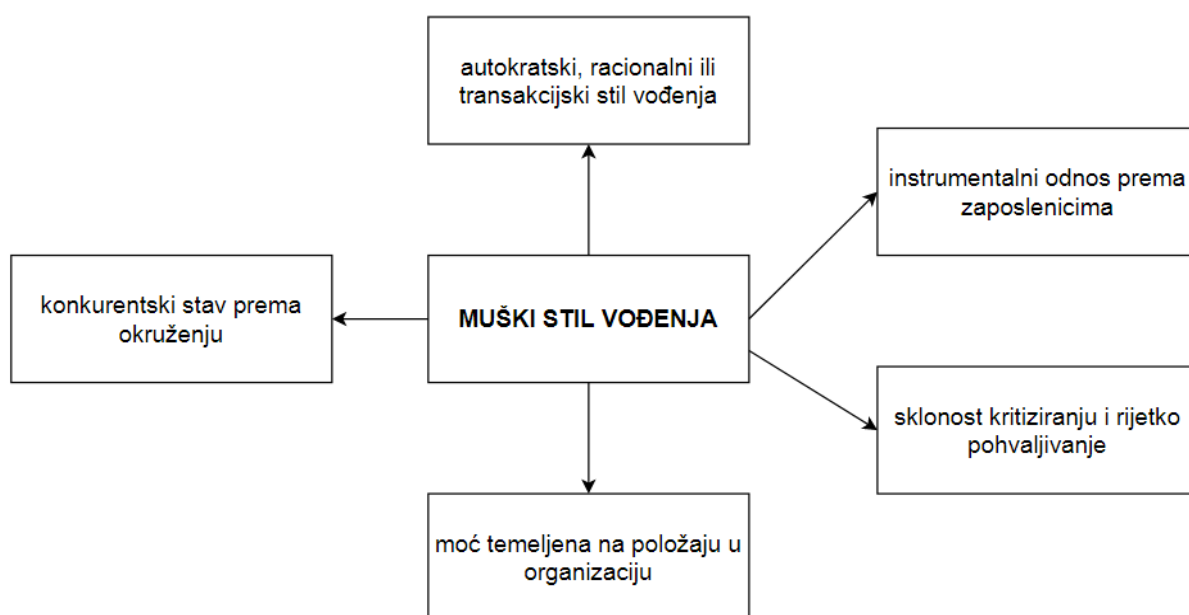 autokratski, racionalni ili
transakcijski stil vođenja
instrumentalni odnos prema
zaposlenicima
konkurentski stav prema
okruženju
MUŠKI STIL VOĐENJA
sklonost kritiziranju i rijetko
pohvaljivanje
moć temeljena na položaju u
organizaciju